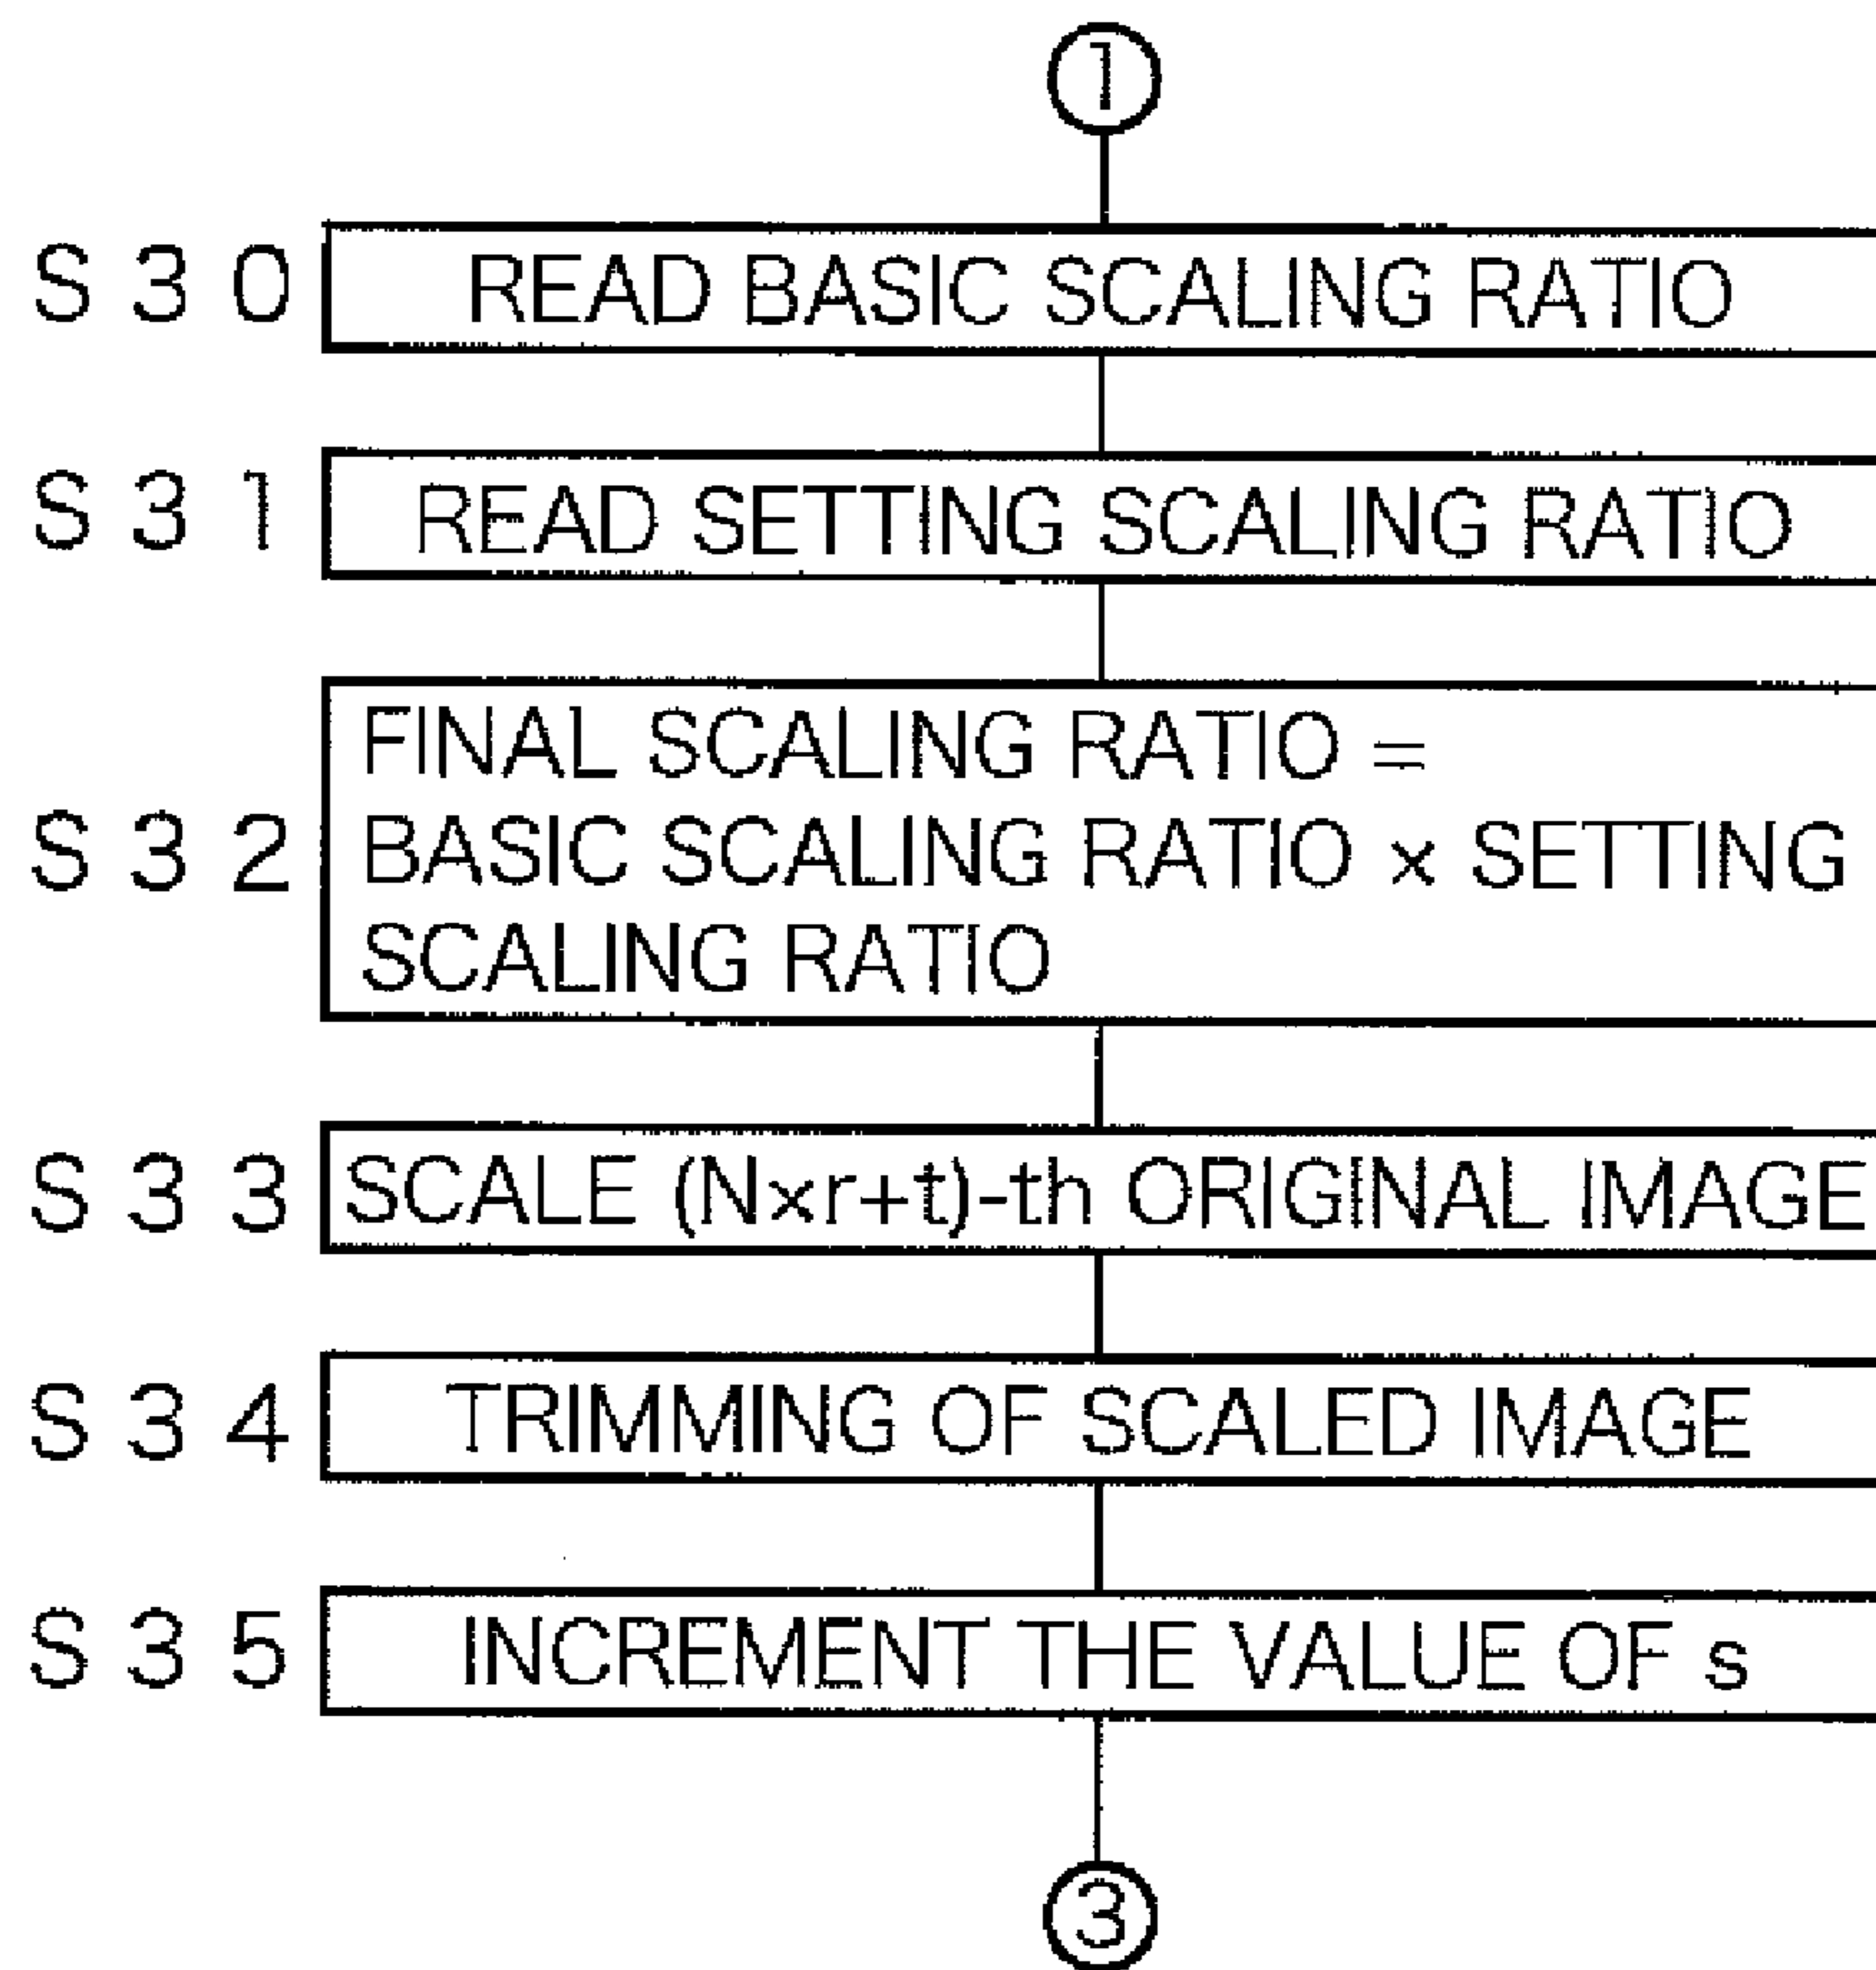 1
S30 READ BASIC SCALING RATIO
S31 READ SETTING SCALING RATIO
FINAL SCALING RATIO =
S32 BASIC SCALING RATIO x SETTING
SCALING RATIO
S33 SCALE (Nxr+t)-th ORIGINAL IMAGE
S34 TRIMMING OF SCALED IMAGE
S35 INCREMENT THE VALUE OF s
3